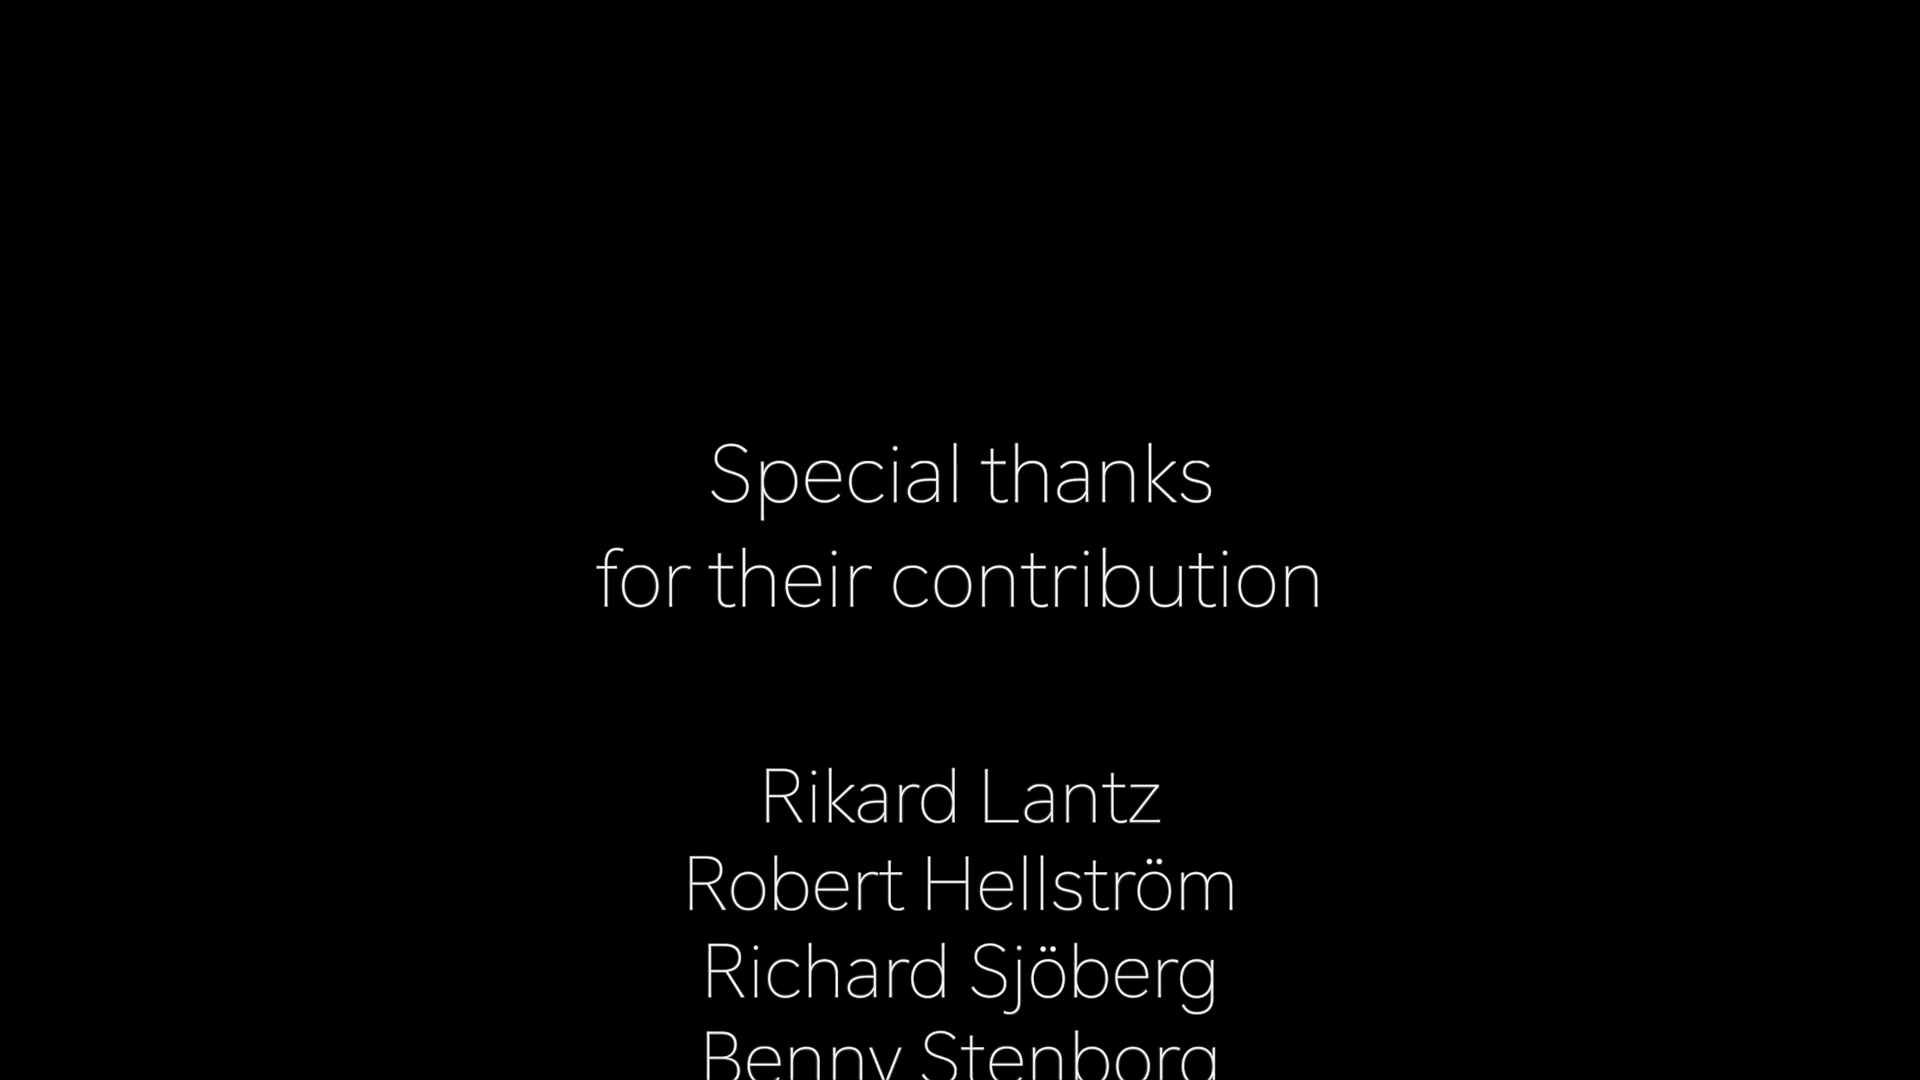 Special thanks
for their contribution
Rikard Lantz
Robert Hellström
Richard Sjöberg
Benny Stenborg